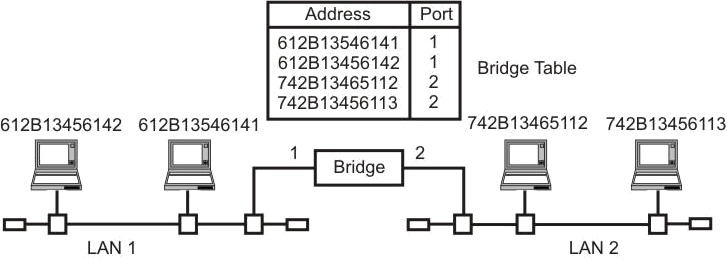 Address Port
612B13546141 1
612B13456142 1
742B13465112 2
742B13456113 2
Bridge Table
612B13456142 612B13546141 742B13465112 742B13456113
1 Bridge 2
LAN 1 LAN 2